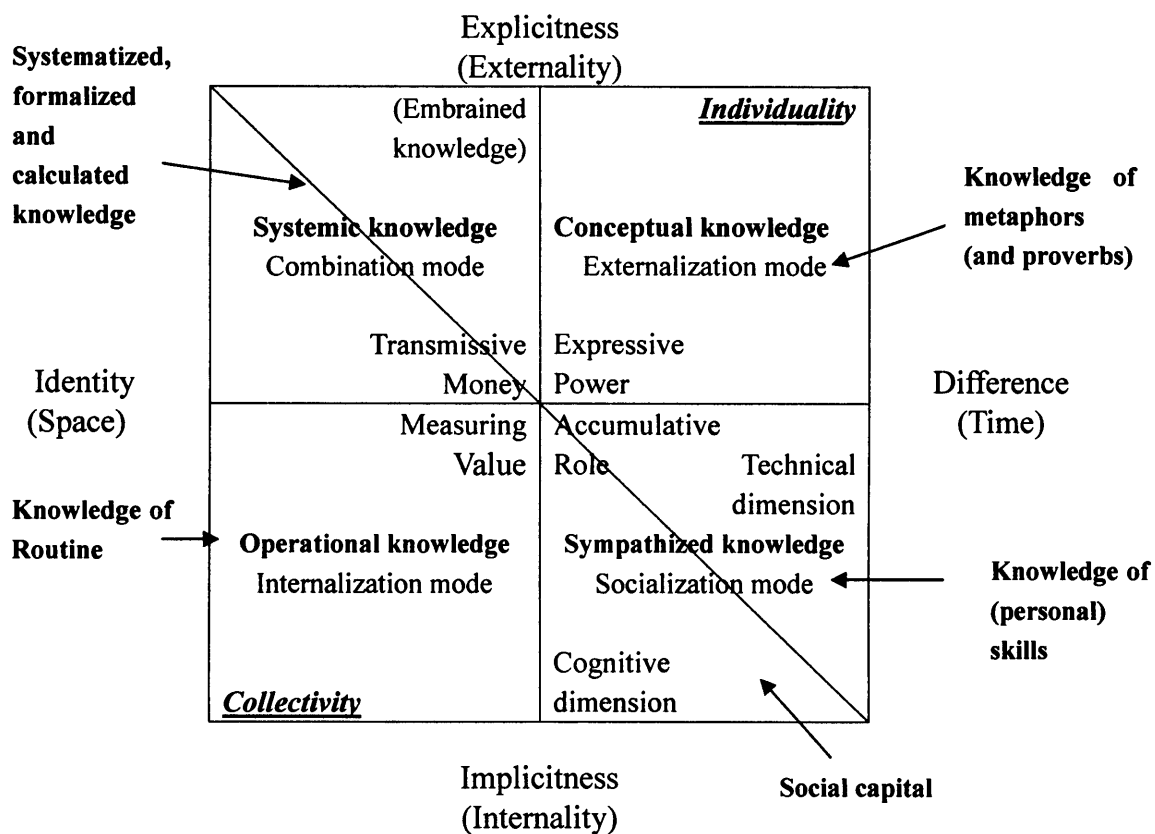 Explicitness
(Externality)
Systematized,
formalized
and
calculated
knowledge
(Embrained
knowledge)
Individuality
Knowledge of
metaphors
(and proverbs)
Systemic knowledge
Combination mode
Conceptual knowledge
Externalization mode
Transmissive
Money
Expressive
Power
Identity
(Space)
Difference
(Time)
Measuring
Value
Accumulative
Role
Technical
dimension
Knowledge of
Routine
Operational knowledge
Internalization mode
Sympathized knowledge
Socialization mode
Knowledge of
(personal)
skills
Cognitive
dimension
Collectivity
Social capital
Implicitness
(Internality)